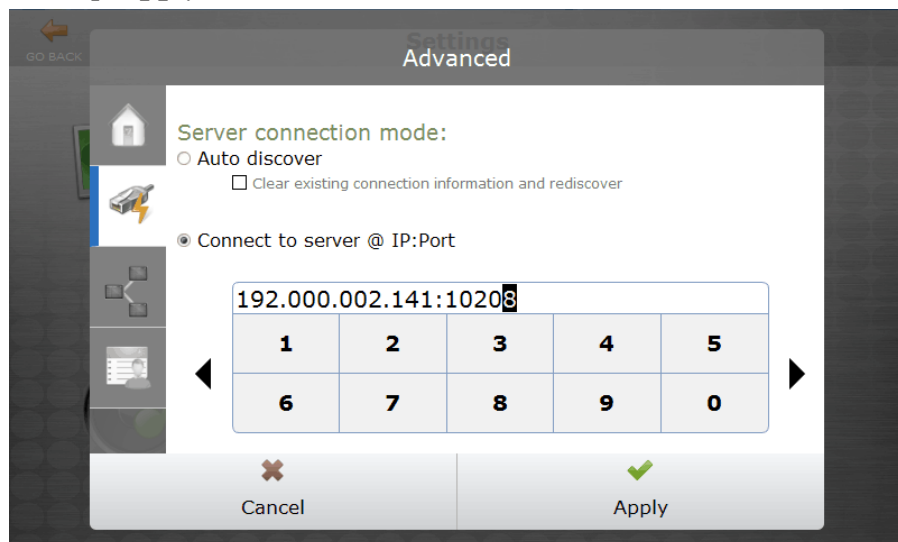 Settings
GO BACK
Advanced
Server connection mode:
Auto discover
Clear existing connection information and rediscover
Connect to server @ IP:Port
192.000.002.141:10208
1 2 3 4 5
6 7 8 9 0
Cancel Apply